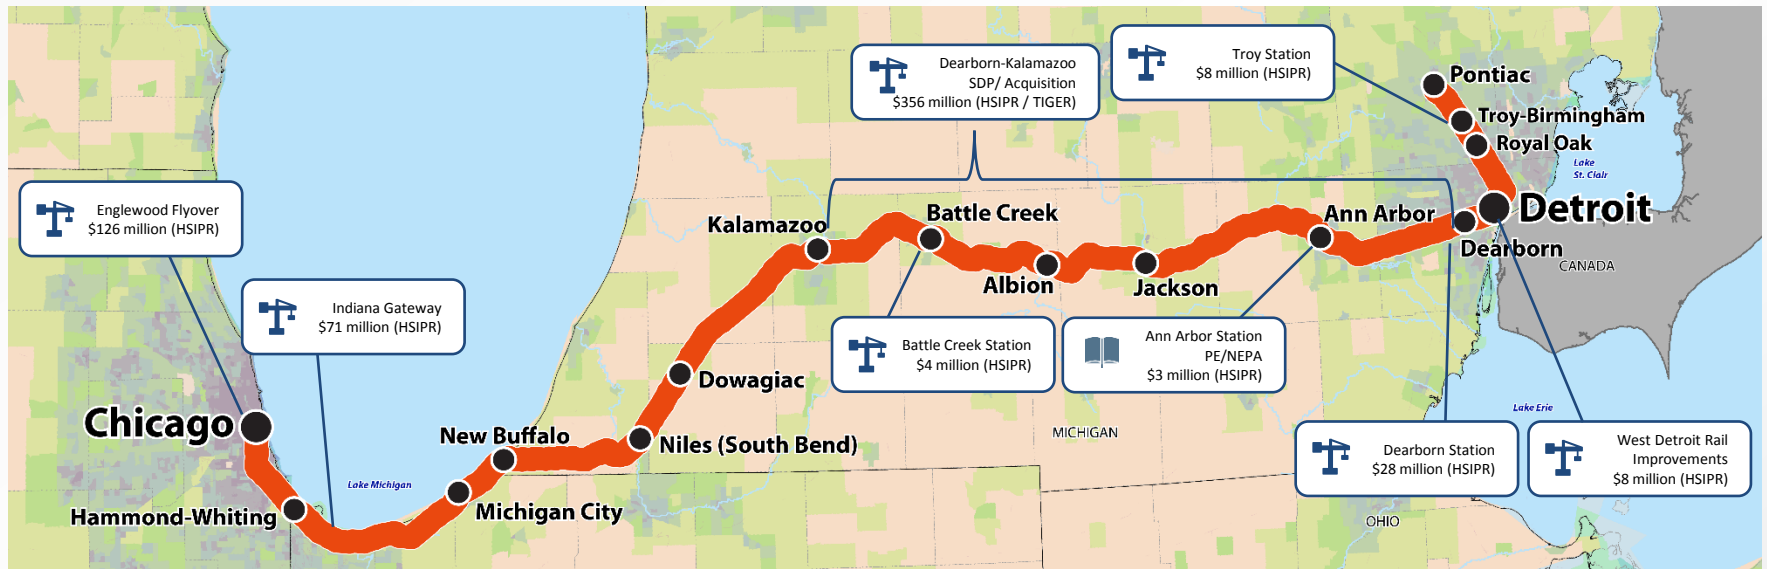 Dearborn-Kalamazoo
SDP/ Acquisition
$356 million (HSIPR / TIGER)
Troy Station
$8 million (HSIPR)
Pontiac
Troy-Birmingham
Royal Oak
Lake
St. Clair
Detroit
Dearborn
CANADA
Englewood Flyover
$126 million (HSIPR)
Indiana Gateway
$71 million (HSIPR)
Kalamazoo
Battle Creek
Albion
Jackson
Ann Arbor
Battle Creek Station
$4 million (HSIPR)
Ann Arbor Station
PE/NEPA
$3 million (HSIPR)
Dowagiac
Chicago
New Buffalo
Niles (South Bend)
MICHIGAN
Lake Erie
Dearborn Station
$28 million (HSIPR)
West Detroit Rail
Improvements
$8 million (HSIPR)
Lake Michigan
Hammond-Whiting
Michigan City
OHIO